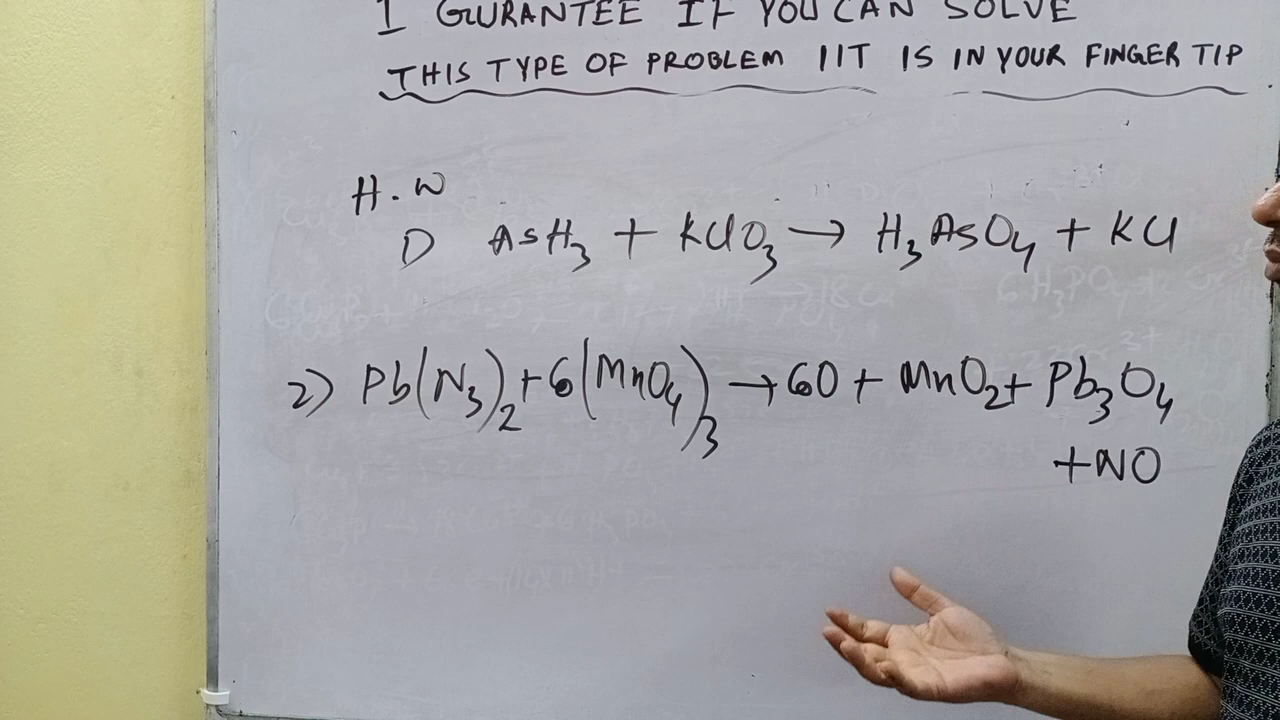 I GURANTEE IF YOU CAN SOLVE
THIS TYPE OF PROBLEM IIT IS IN YOUR FINGER TIP
H.W
1) AsH₃ + KClO₃ → H₃AsO₄ + KCl
2) Pb(N₃)₂ + 6(MnO₄)₃ → 60 + MnO₂ + Pb₃O₄
+ NO